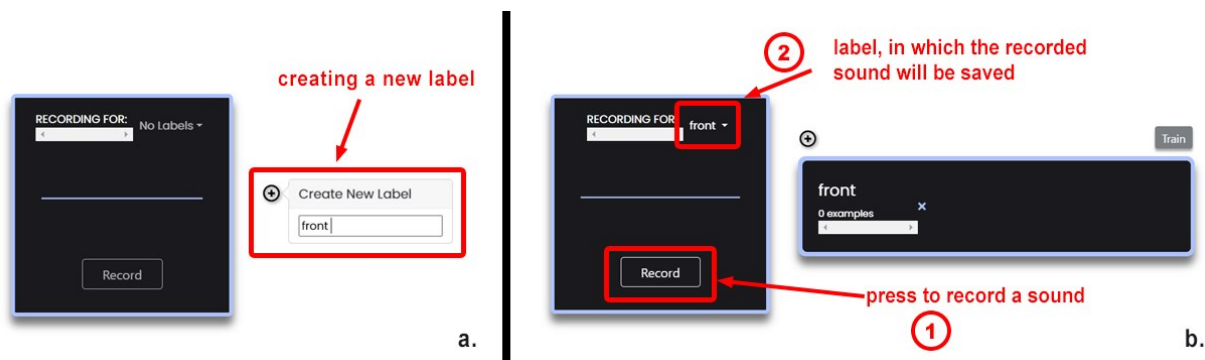 creating a new label
RECORDING FOR:
No Labels
Create New Label
front
Record
a.
2
label, in which the recorded
sound will be saved
RECORDING FOR:
front
Train
front
0 examples
Record
press to record a sound
1
b.